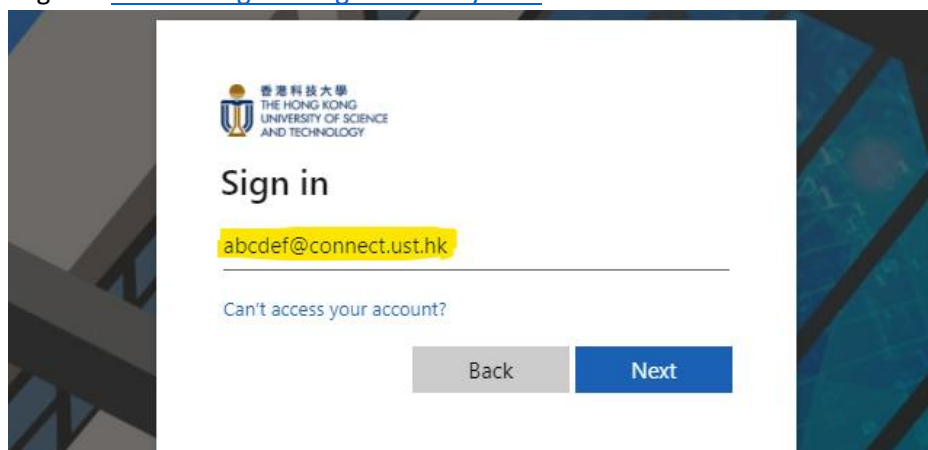 香港科技大學
THE HONG KONG
UNIVERSITY OF SCIENCE
AND TECHNOLOGY
Sign in
abcdef@connect.ust.hk
Can't access your account?
Back
Next